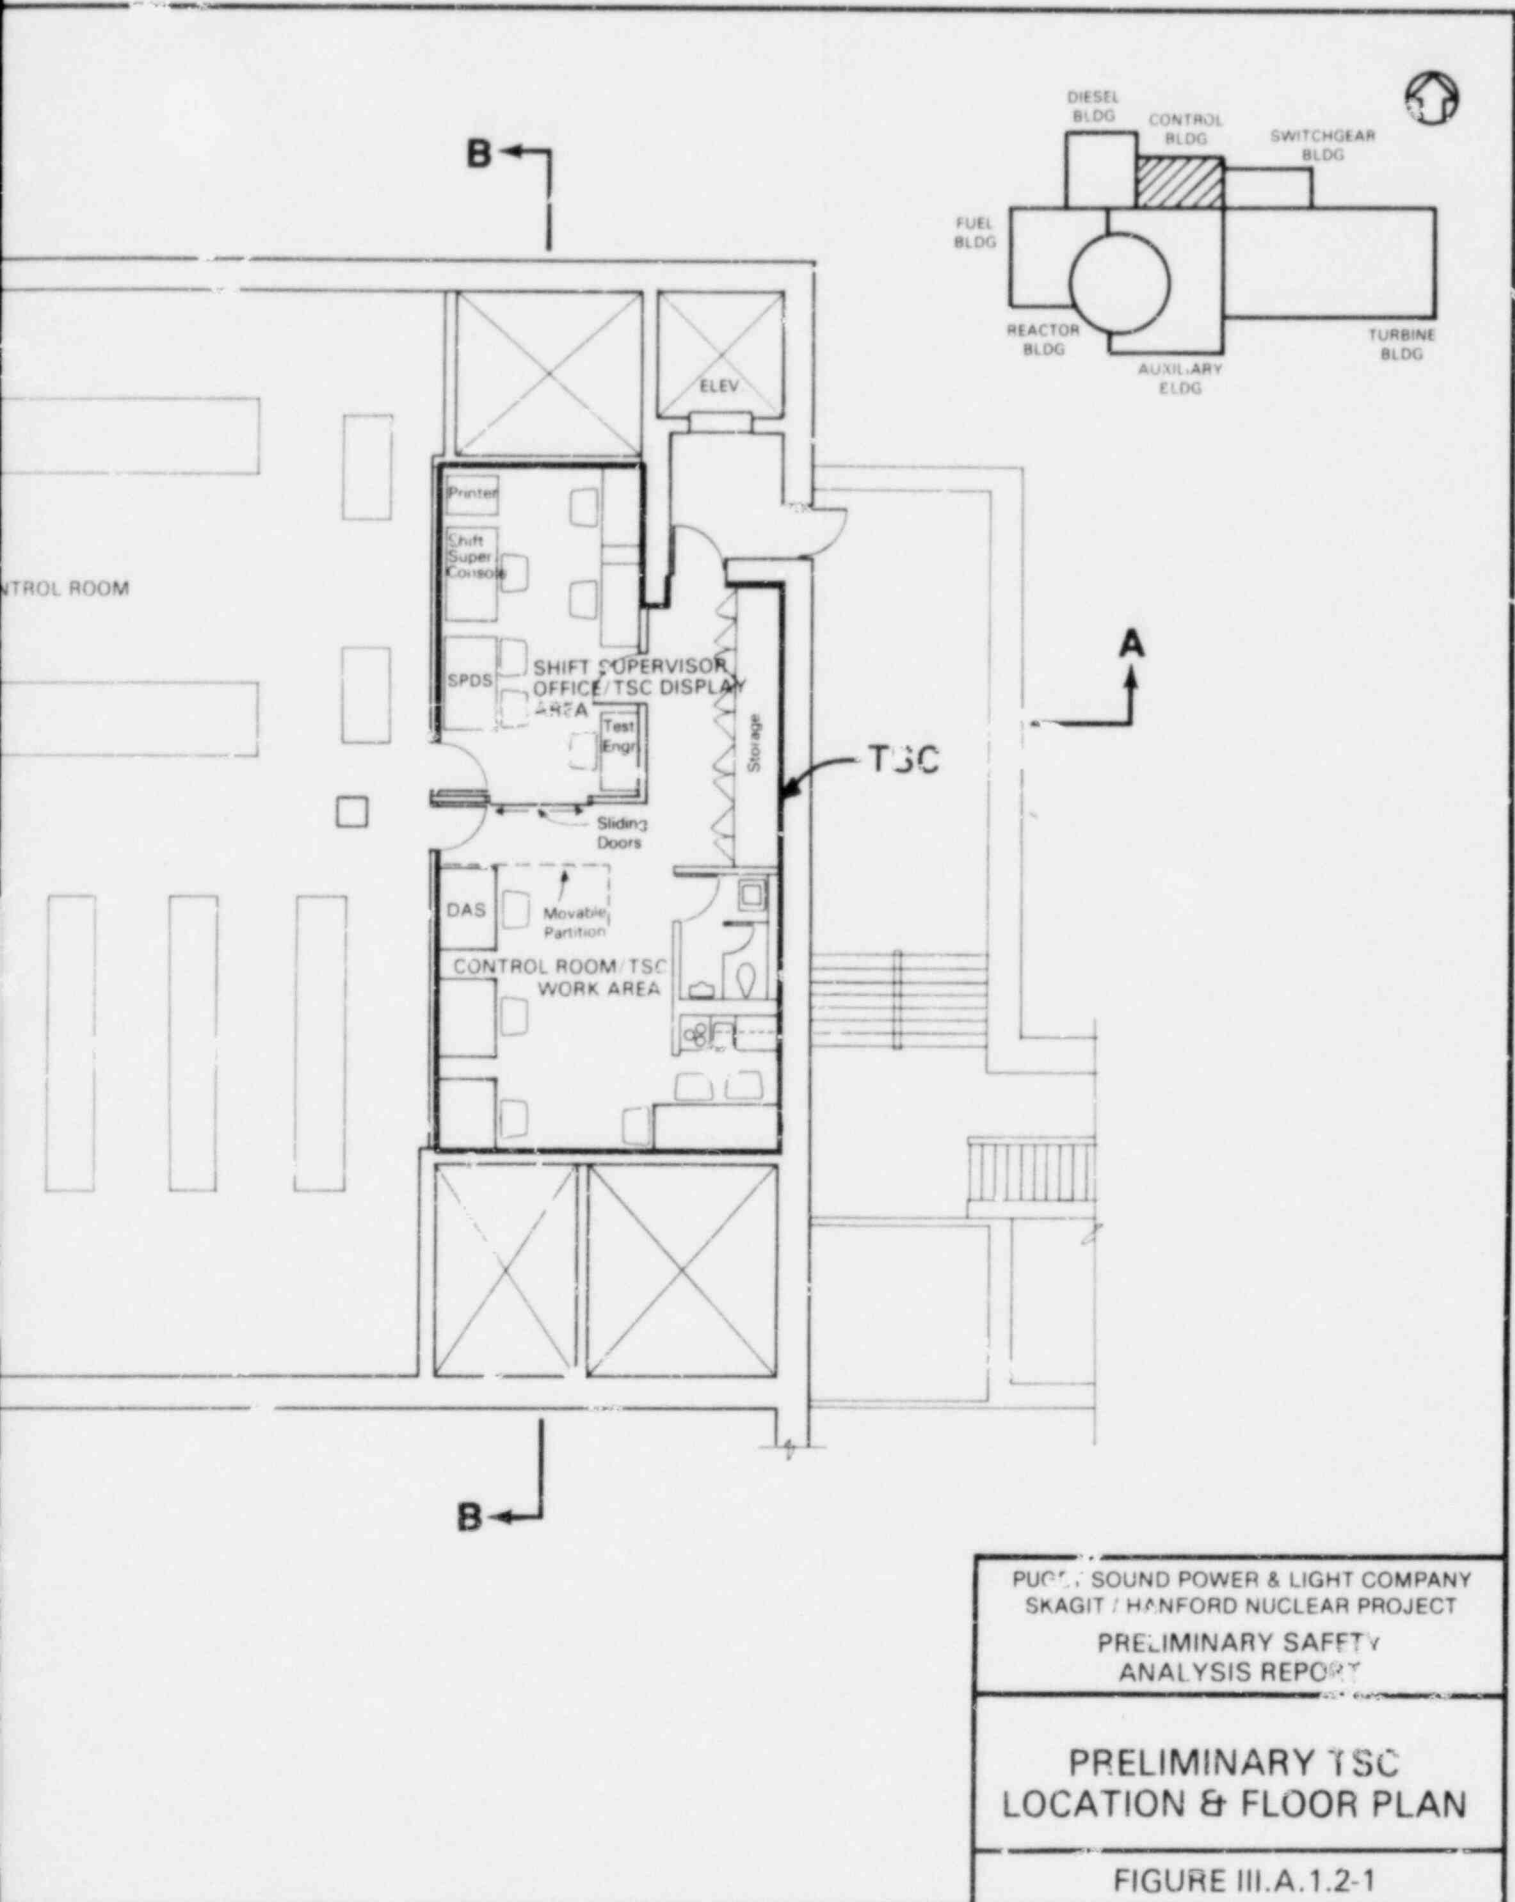 DIESEL
BLDG
CONTROL
BLDG
SWITCHGEAR
BLDG
FUEL
BLDG
REACTOR
BLDG
TURBINE
BLDG
AUXILIARY
BLDG
B
ELEV
Printer
Shift
Super
Console
NTROL ROOM
SPDS
SHIFT SUPERVISOR
OFFICE/TSC DISPLAY
AREA
Test
Engr
Storage
A
TSC
Sliding
Doors
DAS
Movable
Partition
CONTROL ROOM/TSC
WORK AREA
B
PUGET SOUND POWER & LIGHT COMPANY
SKAGIT / HANFORD NUCLEAR PROJECT
PRELIMINARY SAFETY
ANALYSIS REPORT
PRELIMINARY TSC
LOCATION & FLOOR PLAN
FIGURE III.A.1.2-1